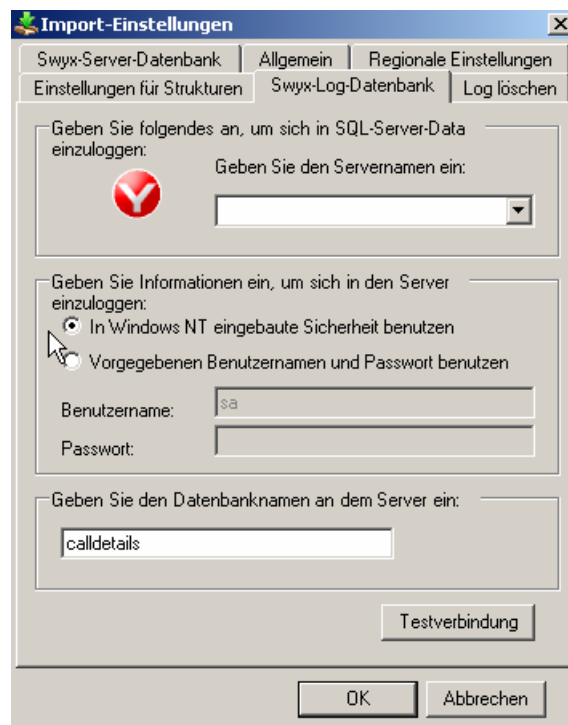 Import-Einstellungen
Swyx-Server-Datenbank
Allgemein
Regionale Einstellungen
Einstellungen für Strukturen
Swyx-Log-Datenbank
Log löschen
Geben Sie folgendes an, um sich in SQL-Server-Data
einzuloggen:
Geben Sie den Servernamen ein:
Geben Sie Informationen ein, um sich in den Server
einzuloggen:
In Windows NT eingebaute Sicherheit benutzen
Vorgegebenen Benutzernamen und Passwort benutzen
Benutzername:
sa
Passwort:
Geben Sie den Datenbanknamen an dem Server ein:
calldetails
Testverbindung
OK
Abbrechen